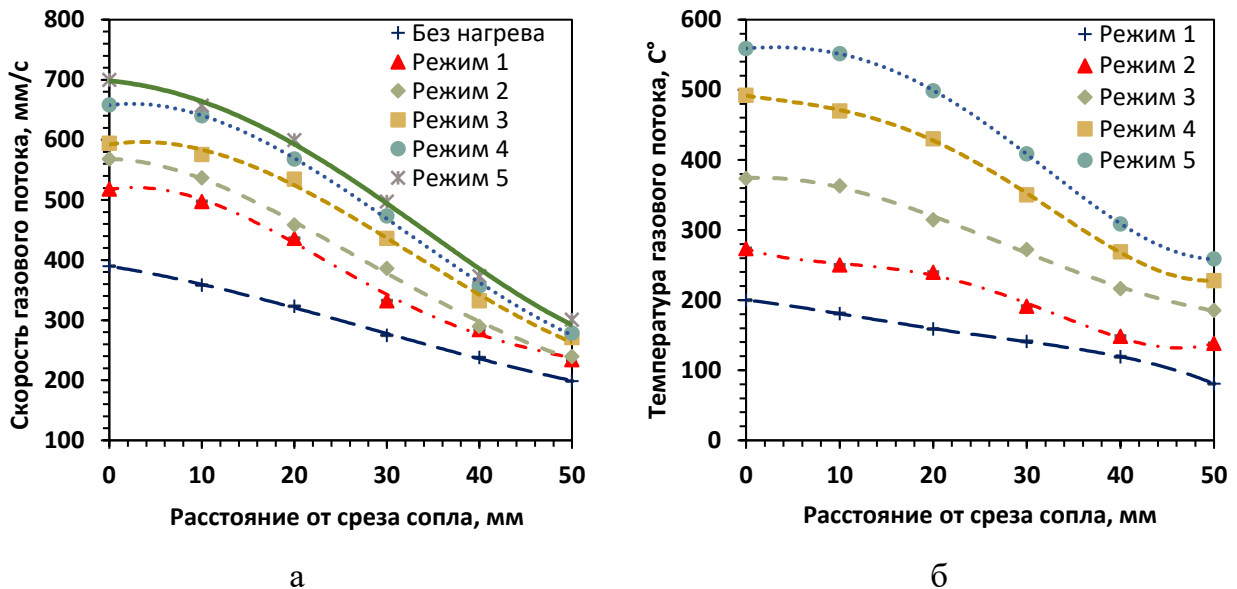 Скорость газового потока, мм/с
800
700
600
500
400
300
200
100
0
10
20
30
40
50
Расстояние от среза сопла, мм
Без нагрева
Режим 1
Режим 2
Режим 3
Режим 4
Режим 5
а
Температура газового потока, С°
600
500
400
300
200
100
0
0
10
20
30
40
50
Расстояние от среза сопла, мм
Режим 1
Режим 2
Режим 3
Режим 4
Режим 5
б